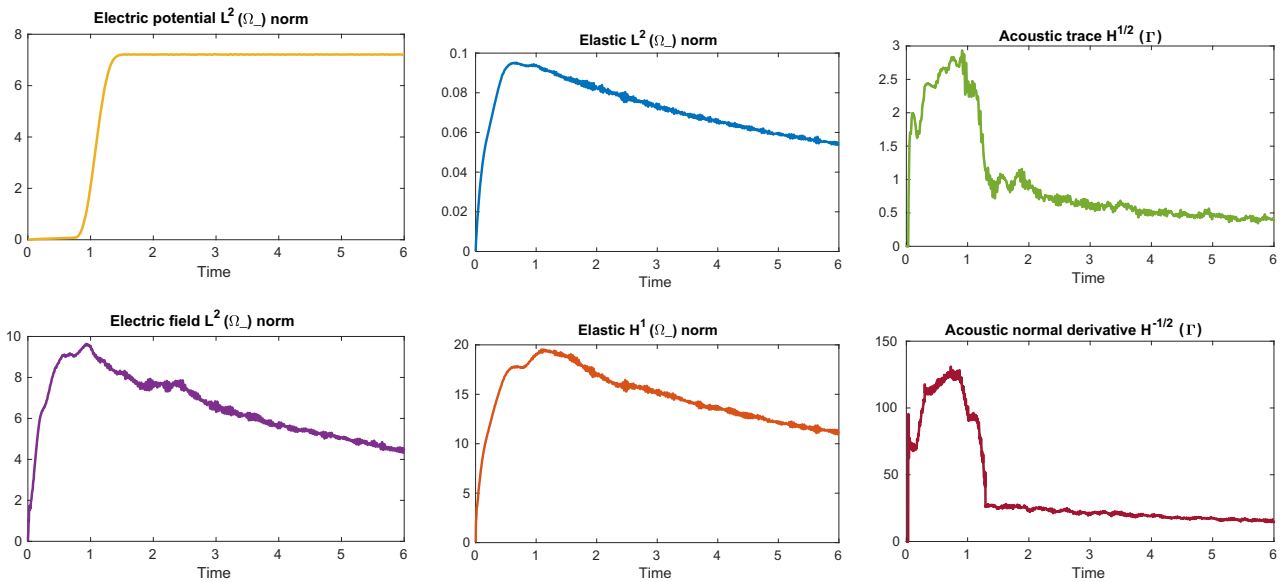 Electric potential L² (Ω_) norm
8
6
4
2
0
0 1 2 3 4 5 6
Time
Elastic L² (Ω_) norm
0.1
0.08
0.06
0.04
0.02
0
0 1 2 3 4 5 6
Time
Acoustic trace H^1/2 (Γ)
3
2.5
2
1.5
1
0.5
0
0 1 2 3 4 5 6
Time
Electric field L² (Ω_) norm
10
8
6
4
2
0
0 1 2 3 4 5 6
Time
Elastic H¹ (Ω_) norm
20
15
10
5
0
0 1 2 3 4 5 6
Time
Acoustic normal derivative H^-1/2 (Γ)
150
100
50
0
0 1 2 3 4 5 6
Time